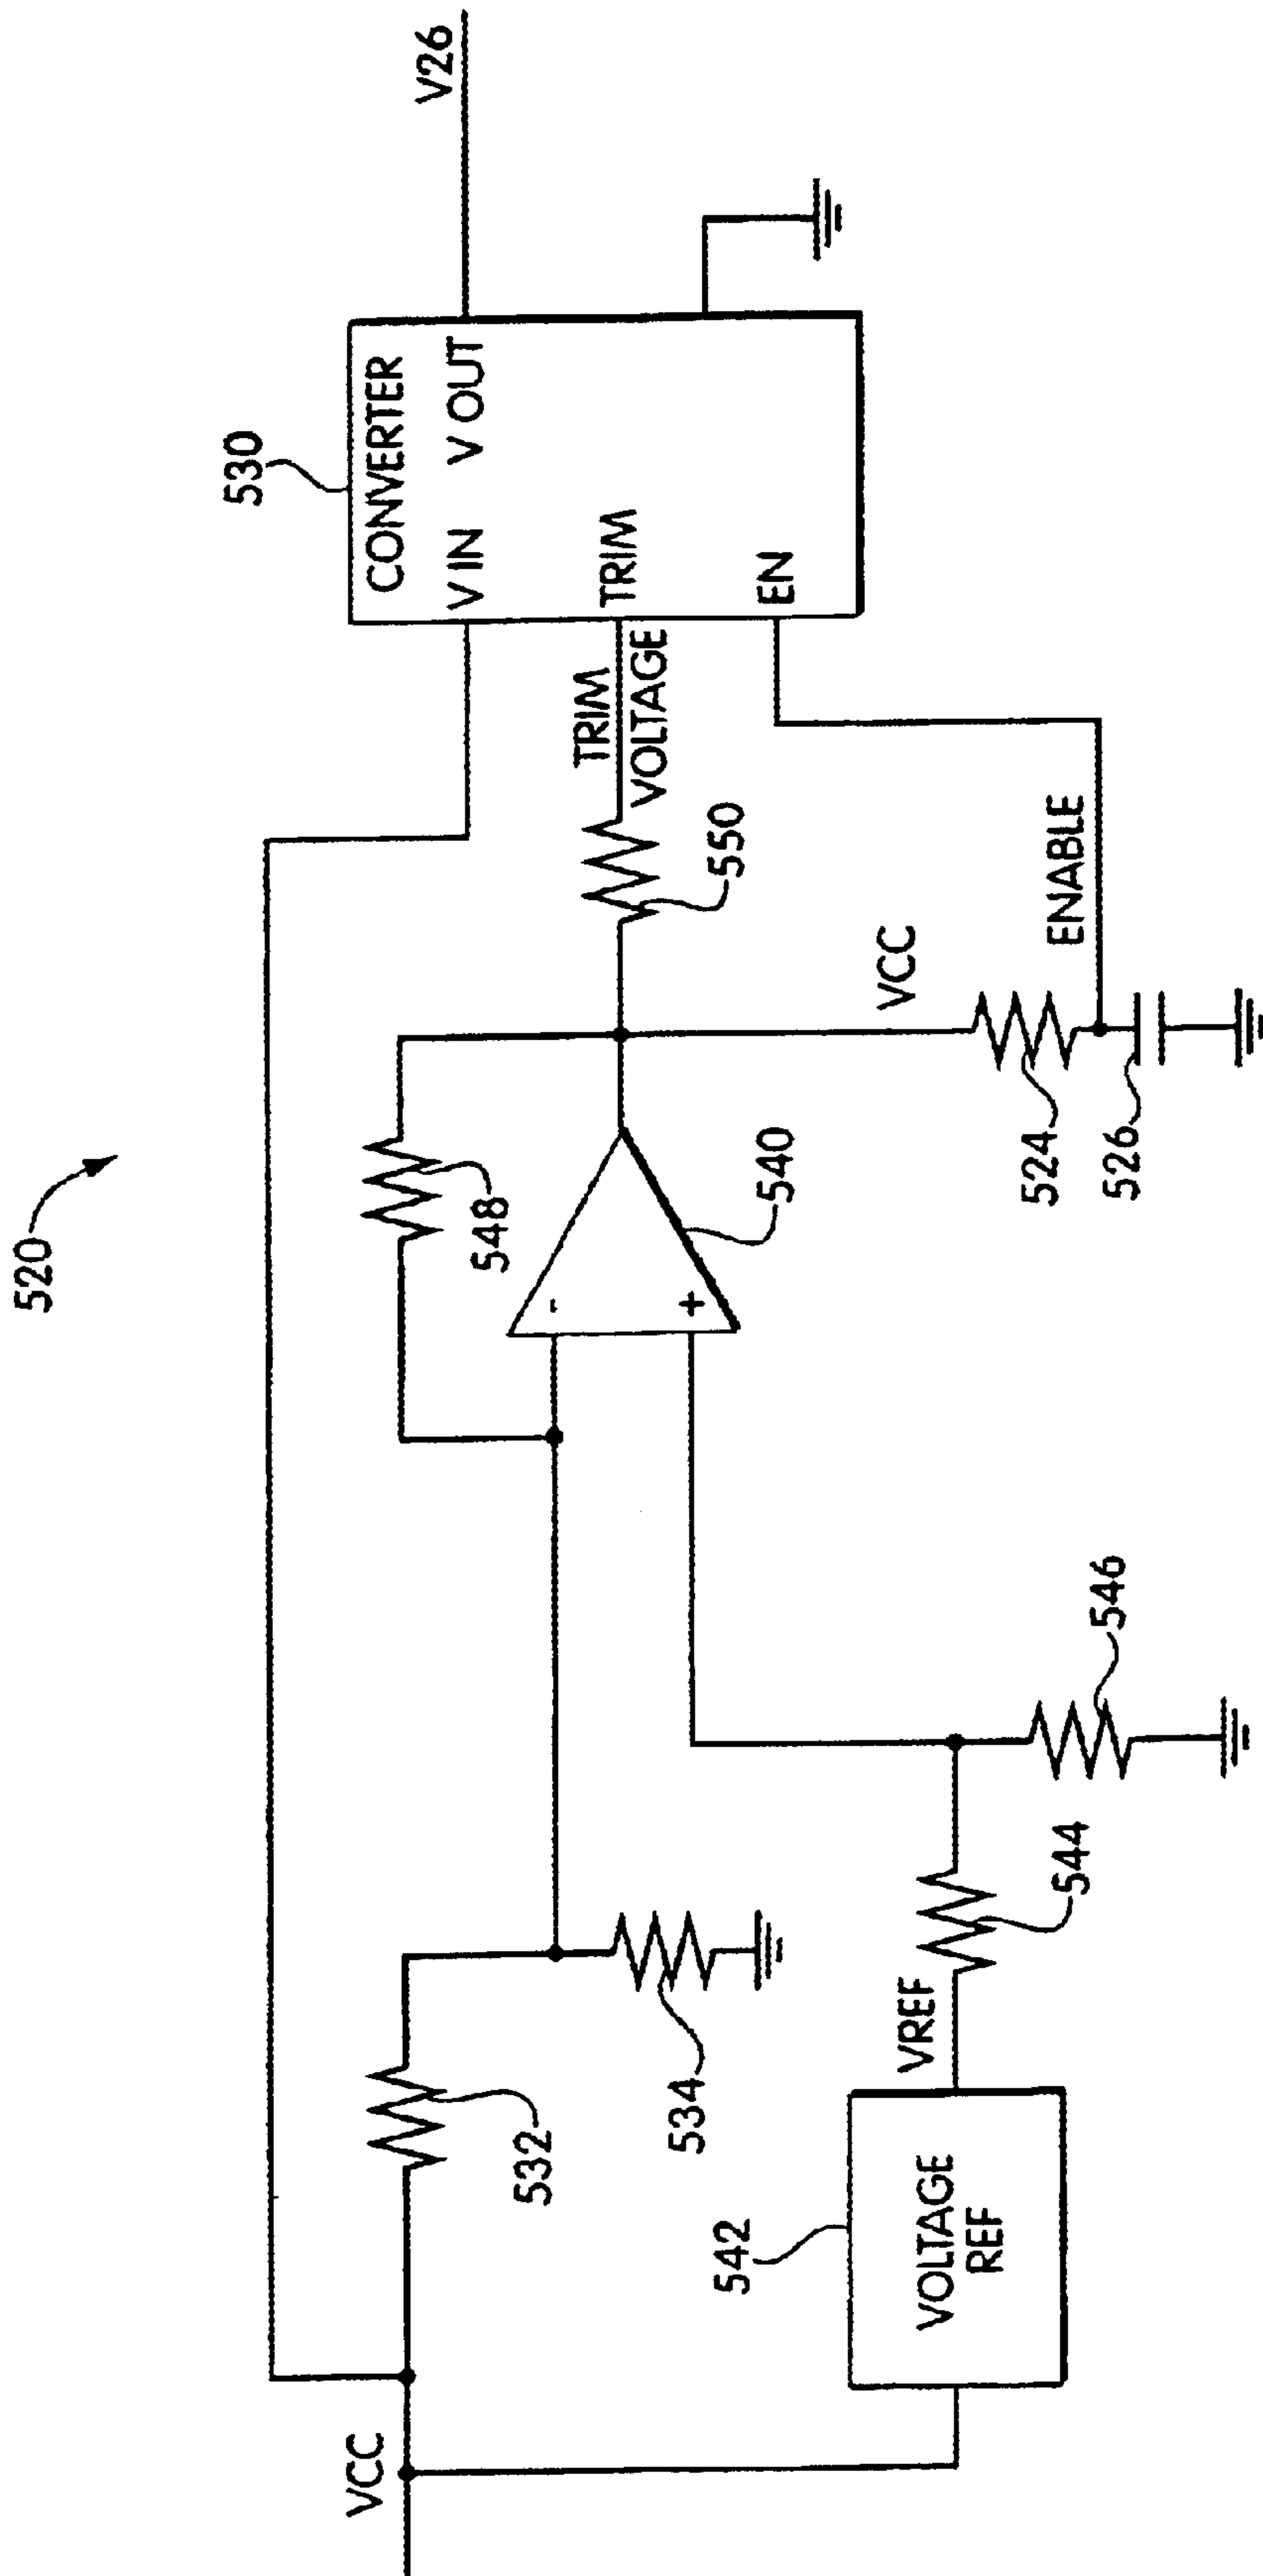 520
530
CONVERTER
V IN V OUT
TRIM
EN
V26
TRIM
VOLTAGE
550
ENABLE
VCC
548
-
+
540
524
526
VCC
532
534
542
VOLTAGE
REF
VREF
544
546